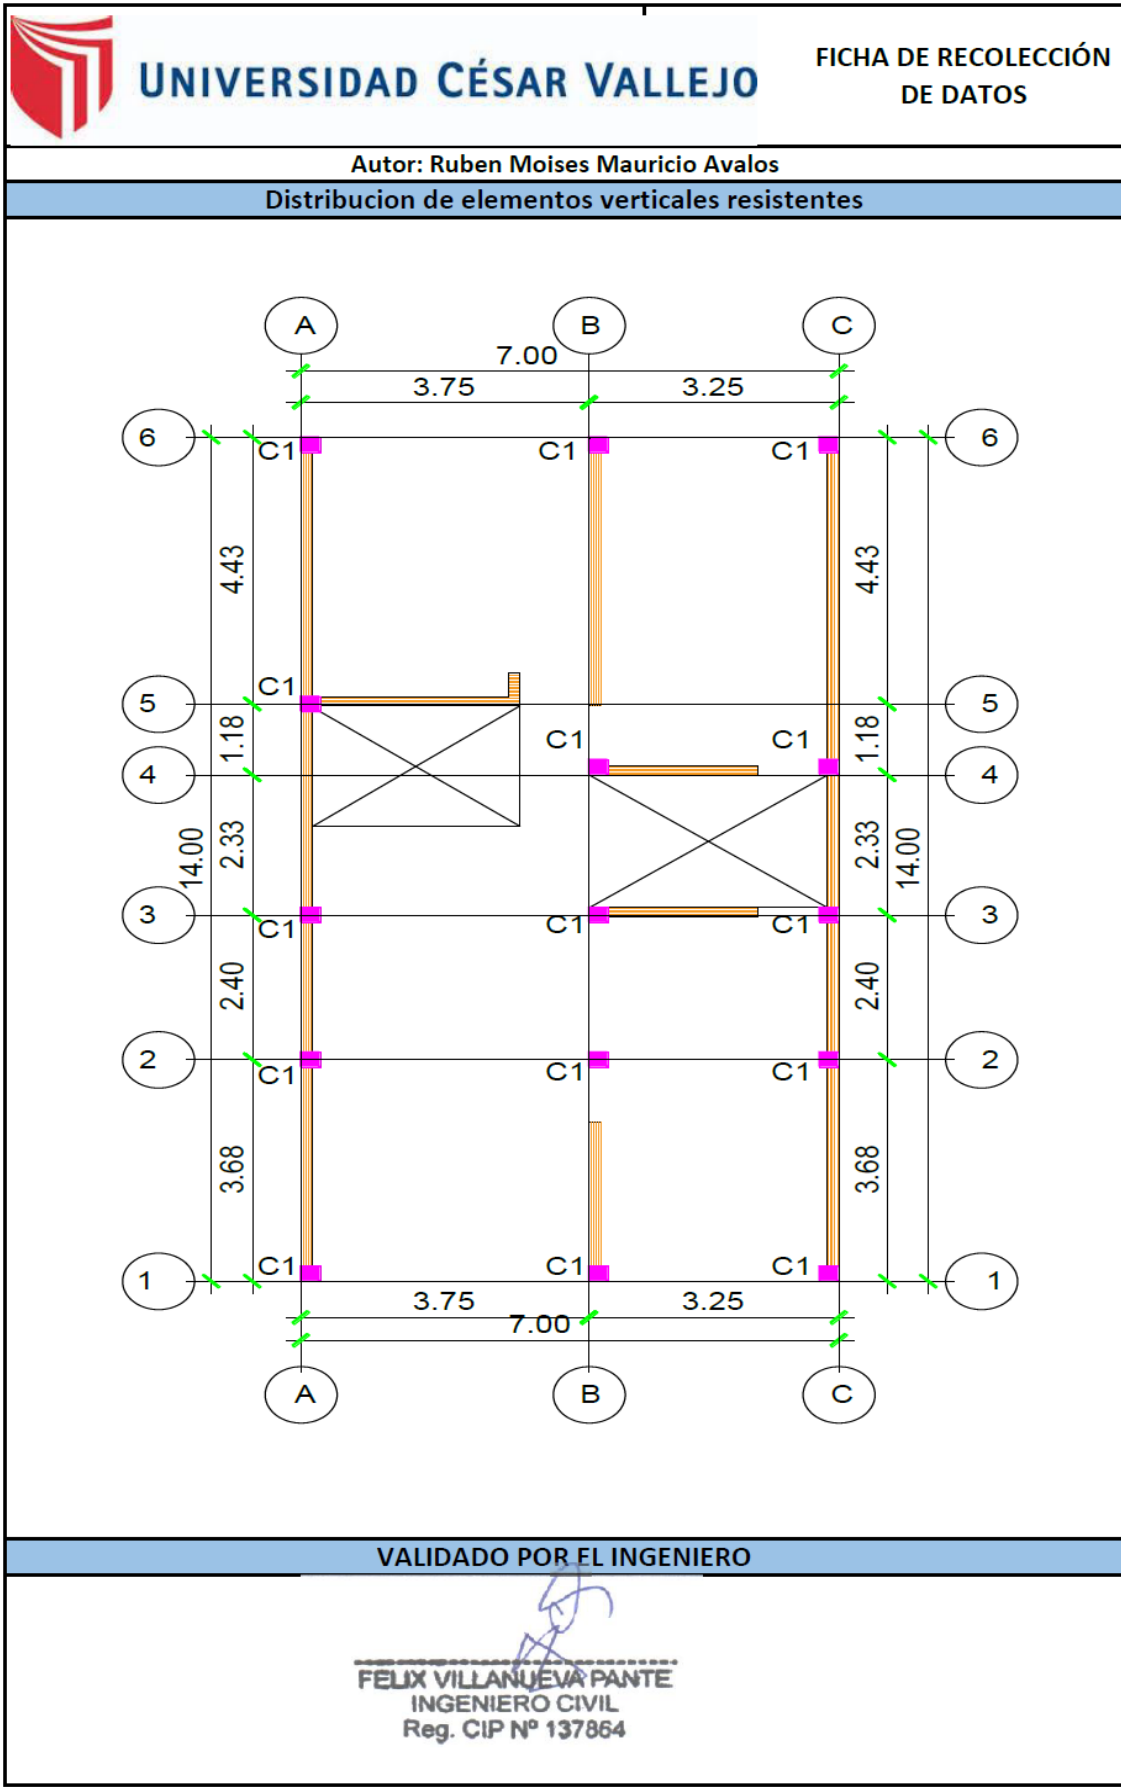 UNIVERSIDAD CÉSAR VALLEJO
FICHA DE RECOLECCIÓN
DE DATOS
Autor: Ruben Moises Mauricio Avalos
Distribucion de elementos verticales resistentes
A B C
7.00
3.75 3.25
6 C1 C1 C1 6
4.43 4.43
C1
5 5
1.18 C1 C1 1.18
4 4
14.00 2.33 2.33 14.00
3 3
C1 C1 C1
2.40 2.40
2 2
C1 C1 C1
3.68 3.68
C1 C1 C1
1 1
3.75 3.25
7.00
A B C
VALIDADO POR EL INGENIERO
FELIX VILLANUEVA PANTE
INGENIERO CIVIL
Reg. CIP Nº 137864